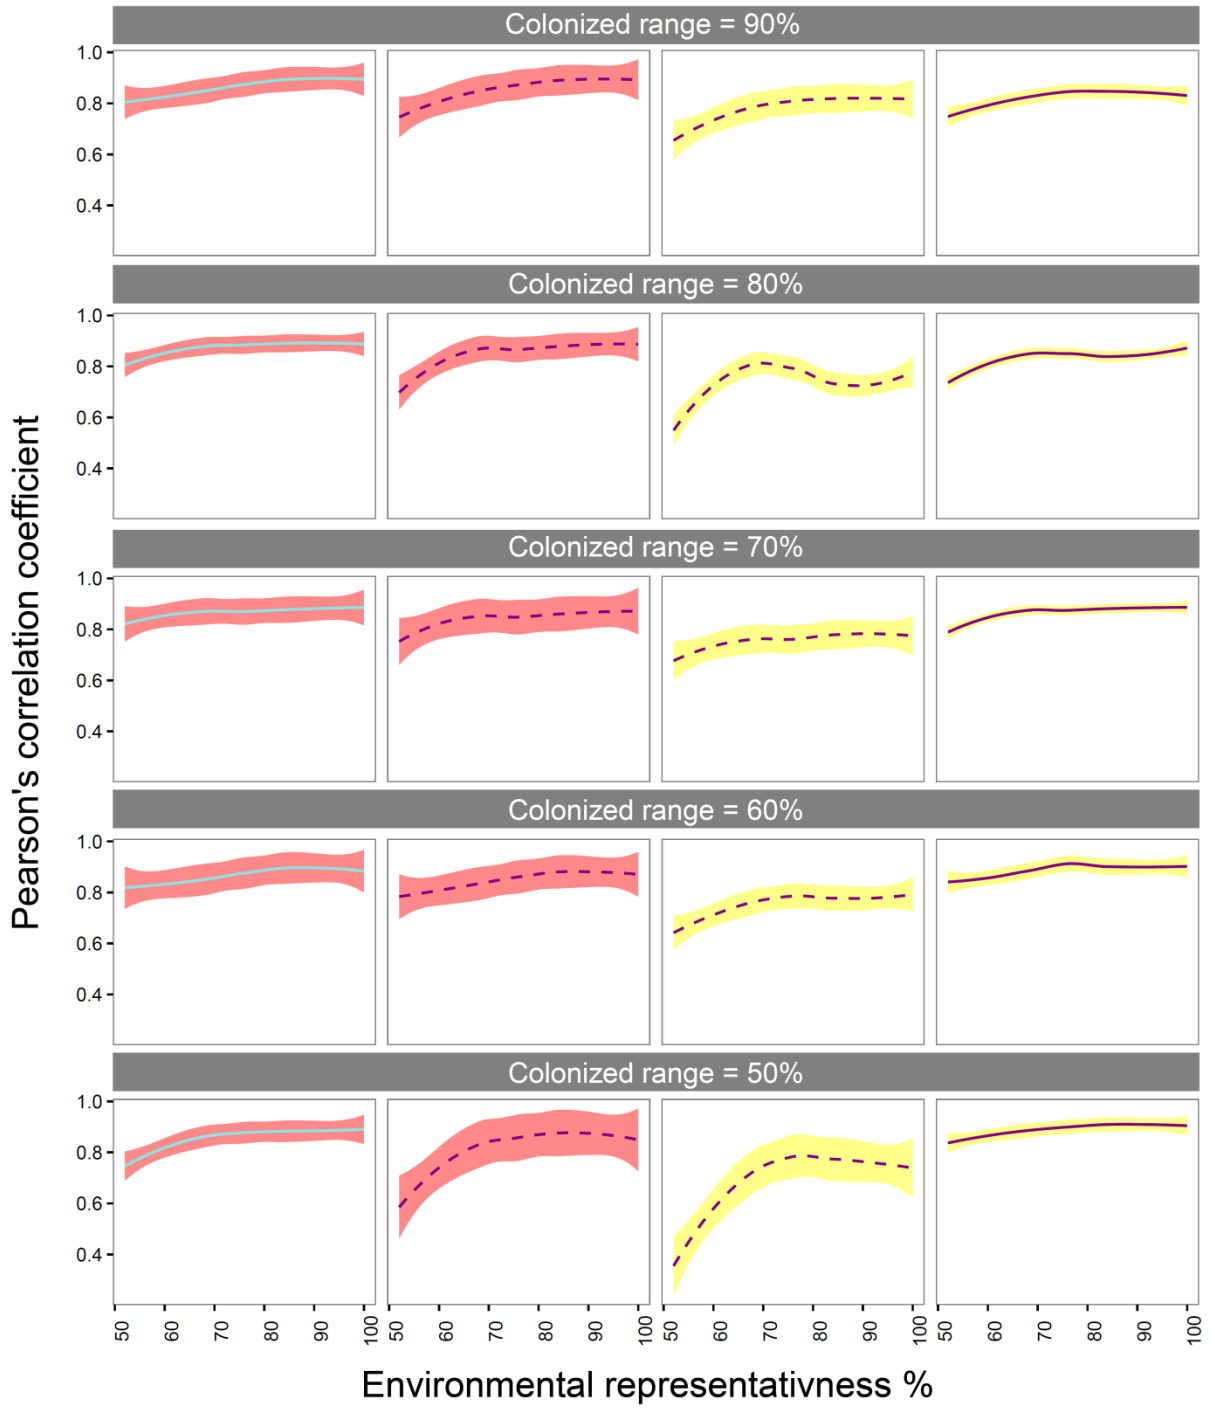 Colonized range = 90%
1.0
0.8
0.6
0.4
Colonized range = 80%
1.0
0.8
0.6
0.4
Colonized range = 70%
1.0
0.8
0.6
0.4
Colonized range = 60%
1.0
0.8
0.6
0.4
Colonized range = 50%
1.0
0.8
0.6
0.4
Pearson's correlation coefficient
50 60 70 80 90 100 50 60 70 80 90 100 50 60 70 80 90 100 50 60 70 80 90 100
Environmental representativness %